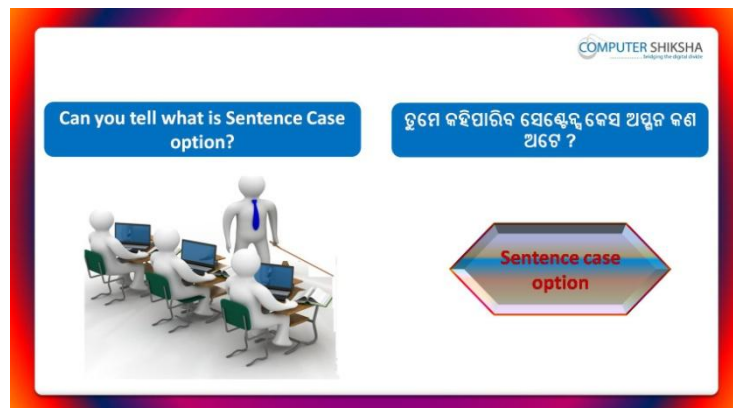 COMPUTER SHIKSHA
bridging the digital divide
Can you tell what is Sentence Case
option?
ତୁମେ କହିପାରିବ ସେଣ୍ଟେନ୍ସ କେସ ଅପ୍ସନ କଣ
ଅଟେ ?
Sentence case
option